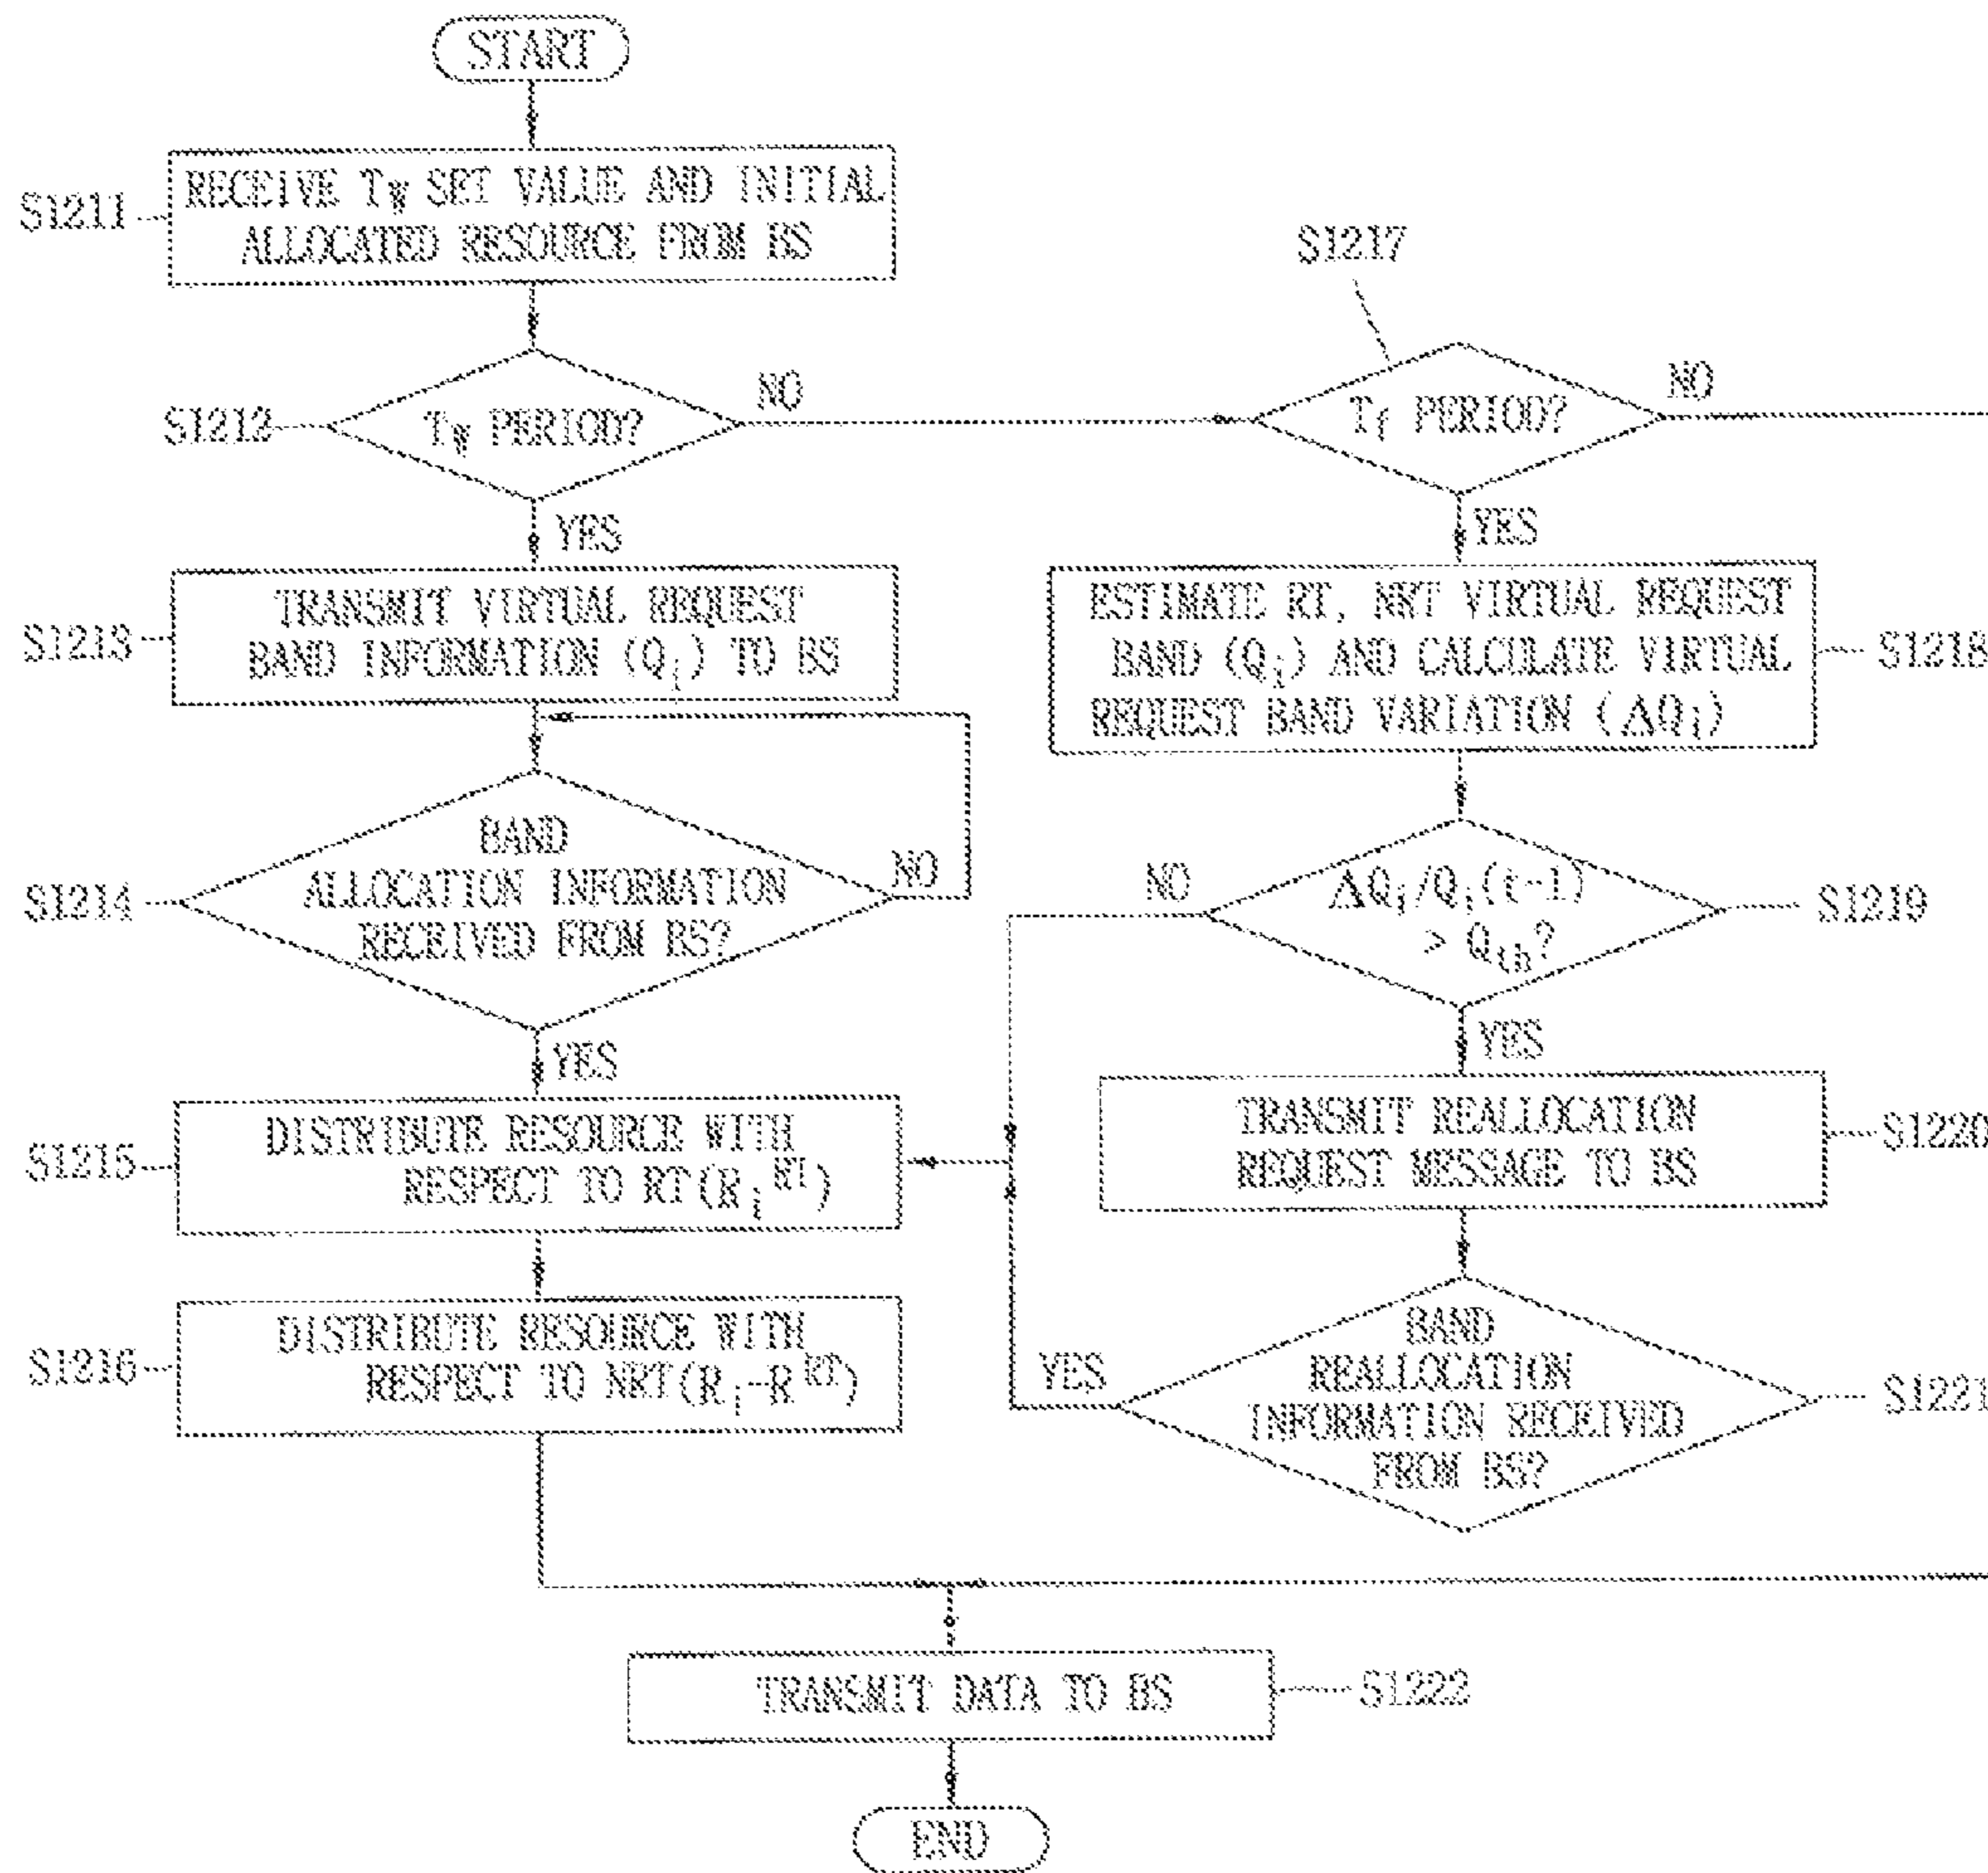 START
S1211
RECEIVE Tw SET VALUE AND INITIAL
ALLOCATED RESOURCE FROM BS
S1212
Tw PERIOD?
NO
YES
S1217
Tf PERIOD?
NO
YES
S1213
TRANSMIT VIRTUAL REQUEST
BAND INFORMATION (Qi) TO BS
ESTIMATE RT, NRT VIRTUAL REQUEST
BAND (Qi) AND CALCULATE VIRTUAL
REQUEST BAND VARIATION (ΔQi)
S1218
S1214
BAND
ALLOCATION INFORMATION
RECEIVED FROM BS?
NO
YES
ΔQi/Qi(t-1)
> Qth?
S1219
NO
YES
S1215
DISTRIBUTE RESOURCE WITH
RESPECT TO RT(Ri^RT)
TRANSMIT REALLOCATION
REQUEST MESSAGE TO BS
S1220
S1216
DISTRIBUTE RESOURCE WITH
RESPECT TO NRT(Ri-R^RT)
BAND
REALLOCATION
INFORMATION RECEIVED
FROM BS?
YES
S1221
TRANSMIT DATA TO BS
S1222
END